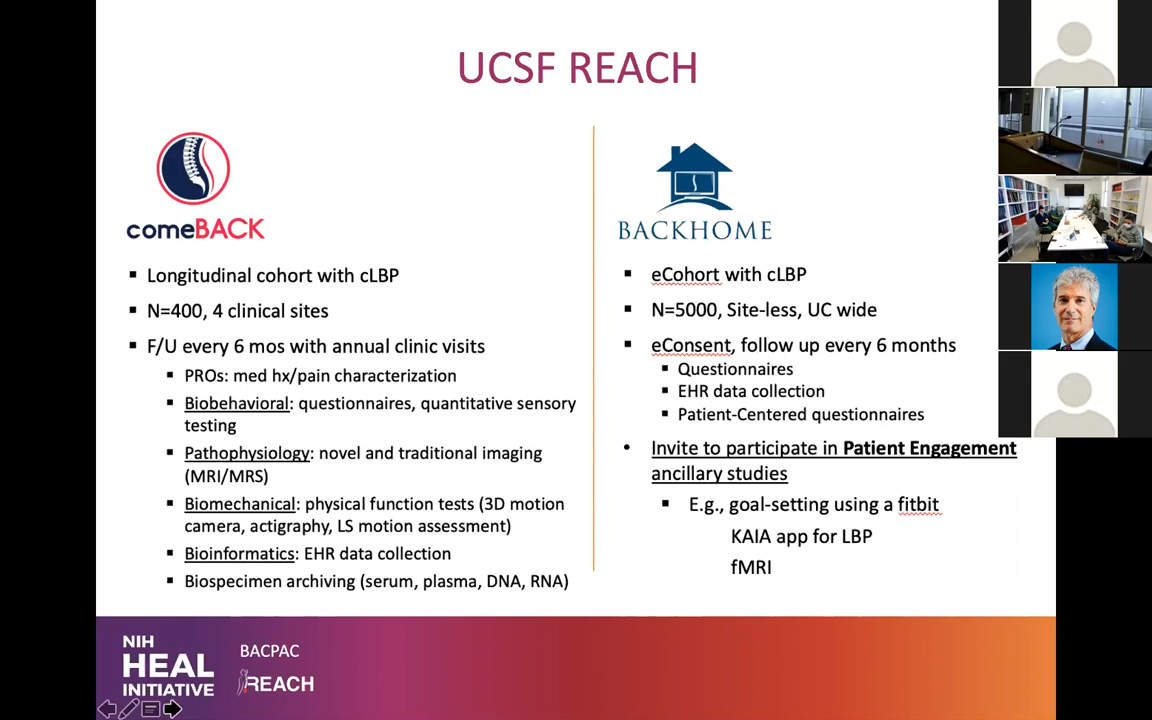 UCSF REACH
comeBACK
▪ Longitudinal cohort with cLBP
▪ N=400, 4 clinical sites
▪ F/U every 6 mos with annual clinic visits
▪ PROs: med hx/pain characterization
▪ Biobehavioral: questionnaires, quantitative sensory
testing
▪ Pathophysiology: novel and traditional imaging
(MRI/MRS)
▪ Biomechanical: physical function tests (3D motion
camera, actigraphy, LS motion assessment)
▪ Bioinformatics: EHR data collection
▪ Biospecimen archiving (serum, plasma, DNA, RNA)
BACKHOME
▪ eCohort with cLBP
▪ N=5000, Site-less, UC wide
▪ eConsent, follow up every 6 months
▪ Questionnaires
▪ EHR data collection
▪ Patient-Centered questionnaires
• Invite to participate in Patient Engagement
ancillary studies
▪ E.g., goal-setting using a fitbit
KAIA app for LBP
fMRI
NIH
HEAL
INITIATIVE
BACPAC
REACH